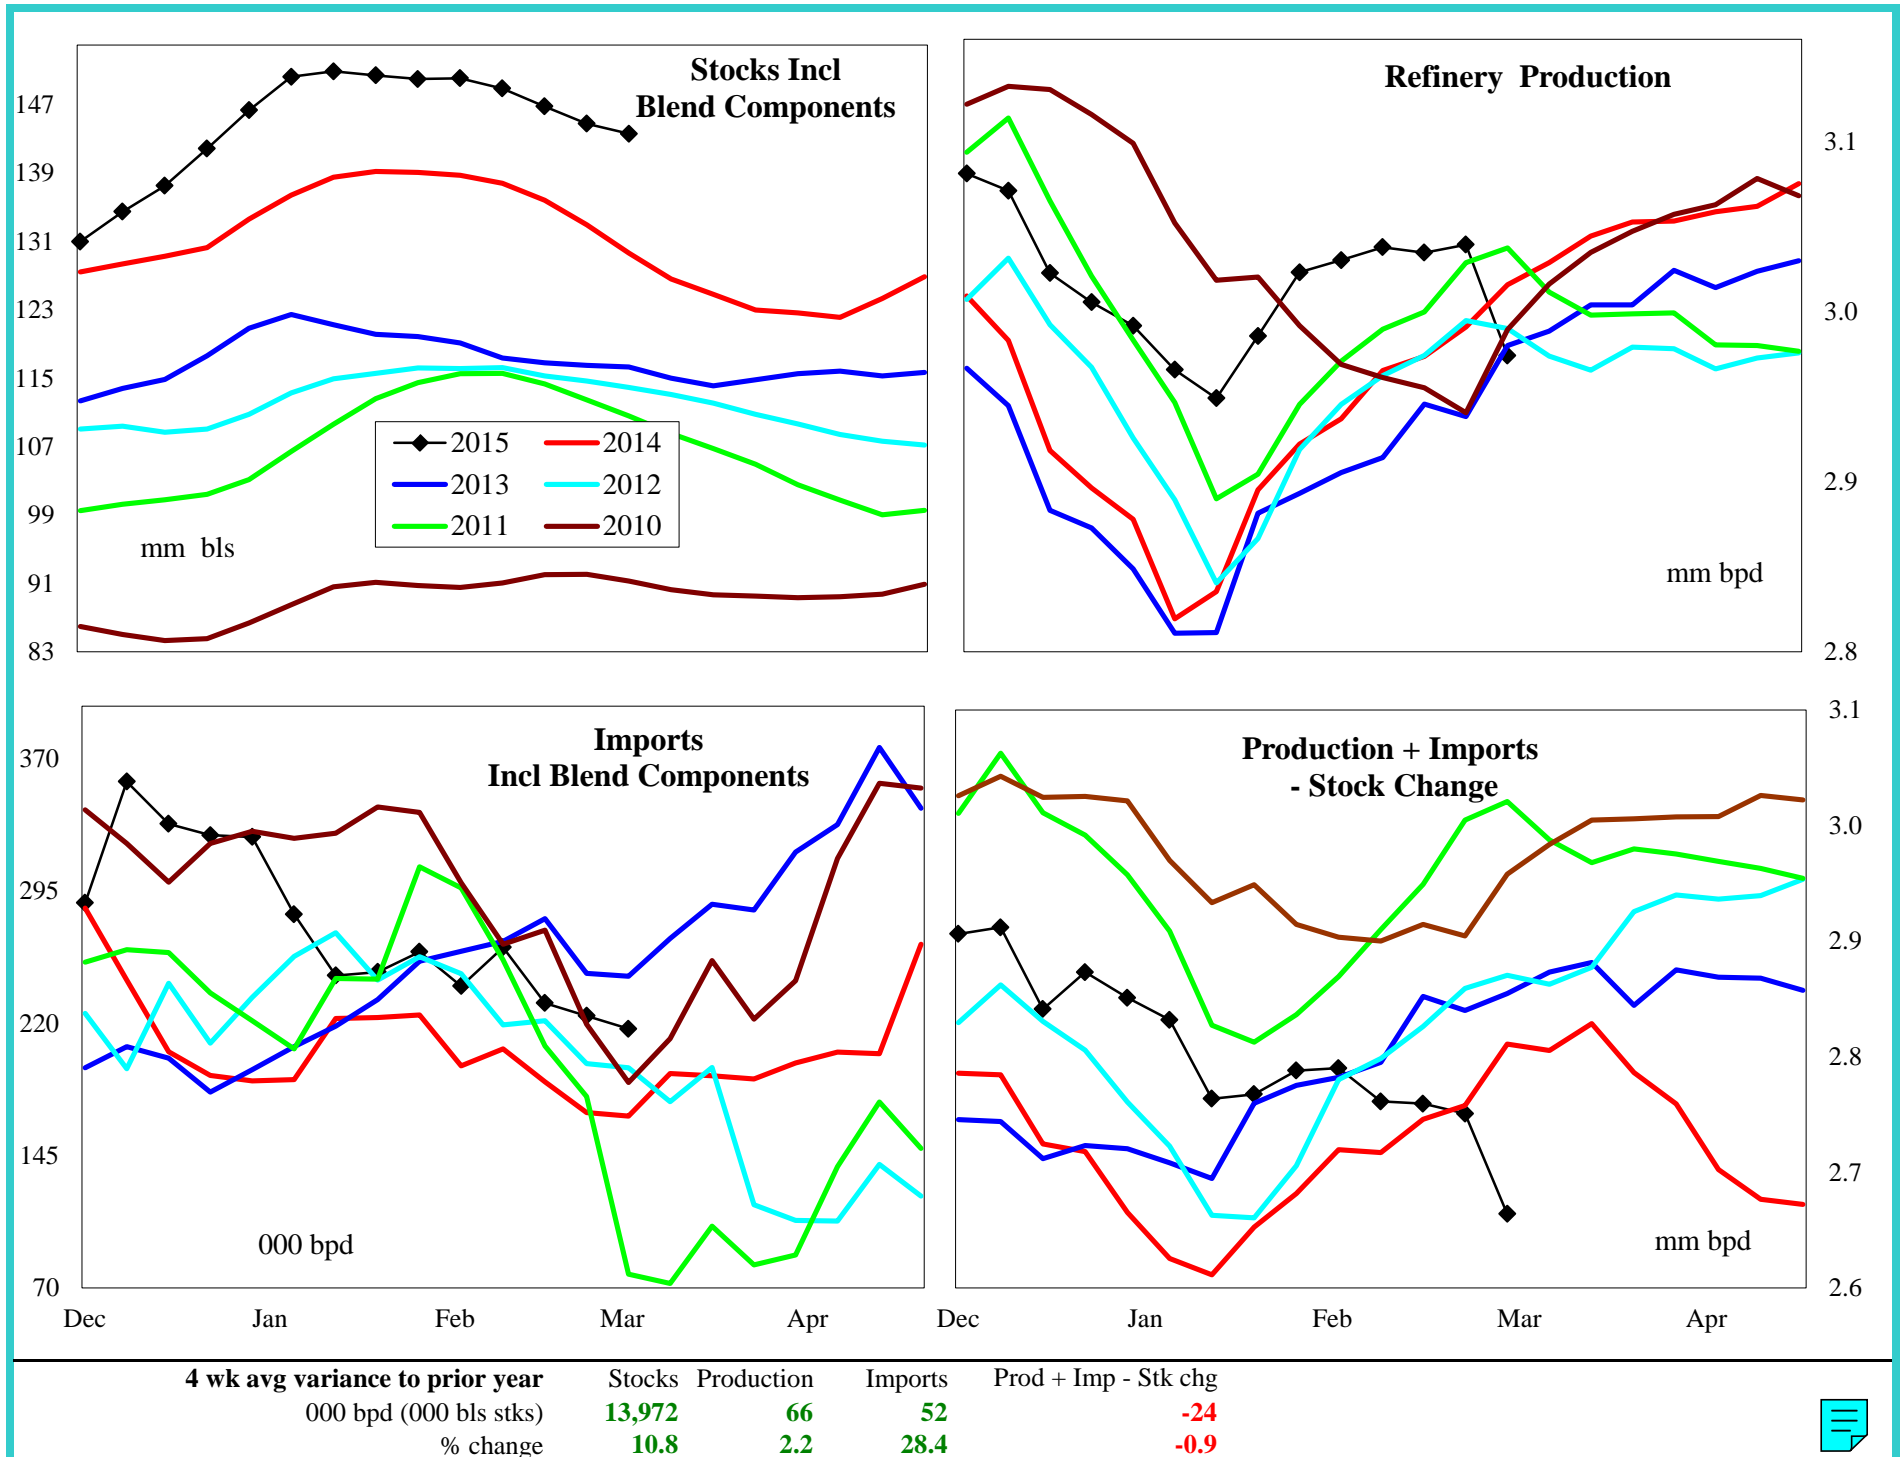 Stocks Incl
Blend Components
147
139
131
123
115
107
99
91
83
2015
2014
2013
2012
2011
2010
mm bls
Refinery Production
3.1
3.0
2.9
2.8
mm bpd
Imports
Incl Blend Components
370
295
220
145
70
000 bpd
Dec
Jan
Feb
Mar
Apr
Production + Imports
- Stock Change
3.1
3.0
2.9
2.8
2.7
2.6
mm bpd
Dec
Jan
Feb
Mar
Apr
4 wk avg variance to prior year Stocks Production Imports Prod + Imp - Stk chg
000 bpd (000 bls stks) 13,972 66 52 -24
% change 10.8 2.2 28.4 -0.9